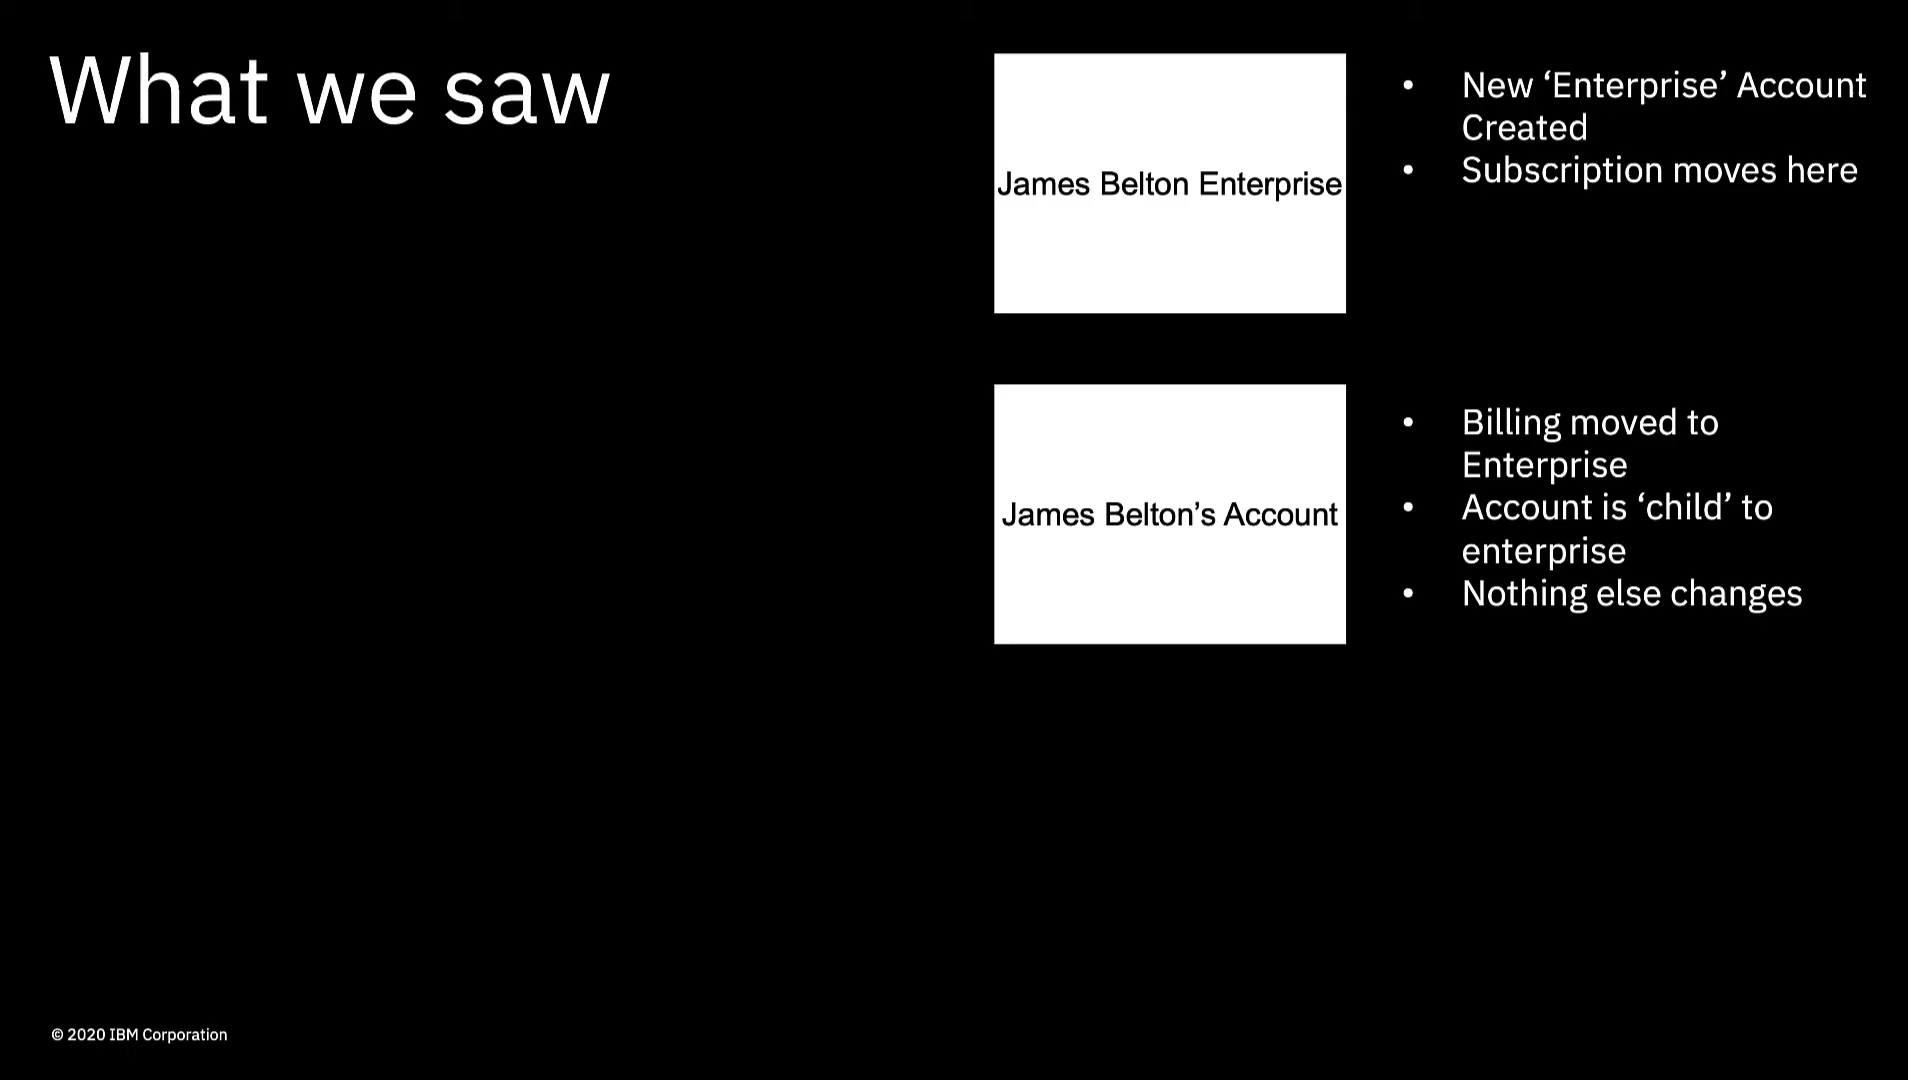 What we saw
James Belton Enterprise
• New ‘Enterprise’ Account
Created
• Subscription moves here
James Belton’s Account
• Billing moved to
Enterprise
• Account is ‘child’ to
enterprise
• Nothing else changes
© 2020 IBM Corporation